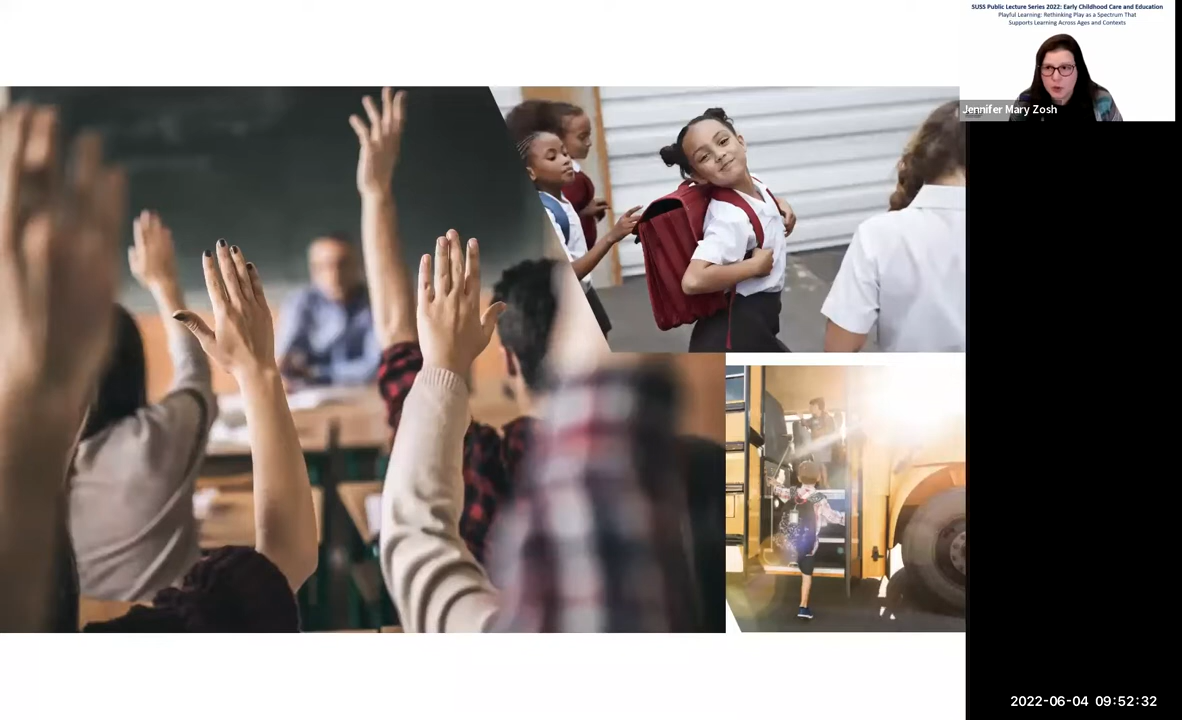 SUSS Public Lecture Series 2022: Early Childhood Care and Education
Playful Learning: Rethinking Play as a Spectrum That
Supports Learning Across Ages and Contexts
Jennifer Mary Zosh
2022-06-04 09:52:32